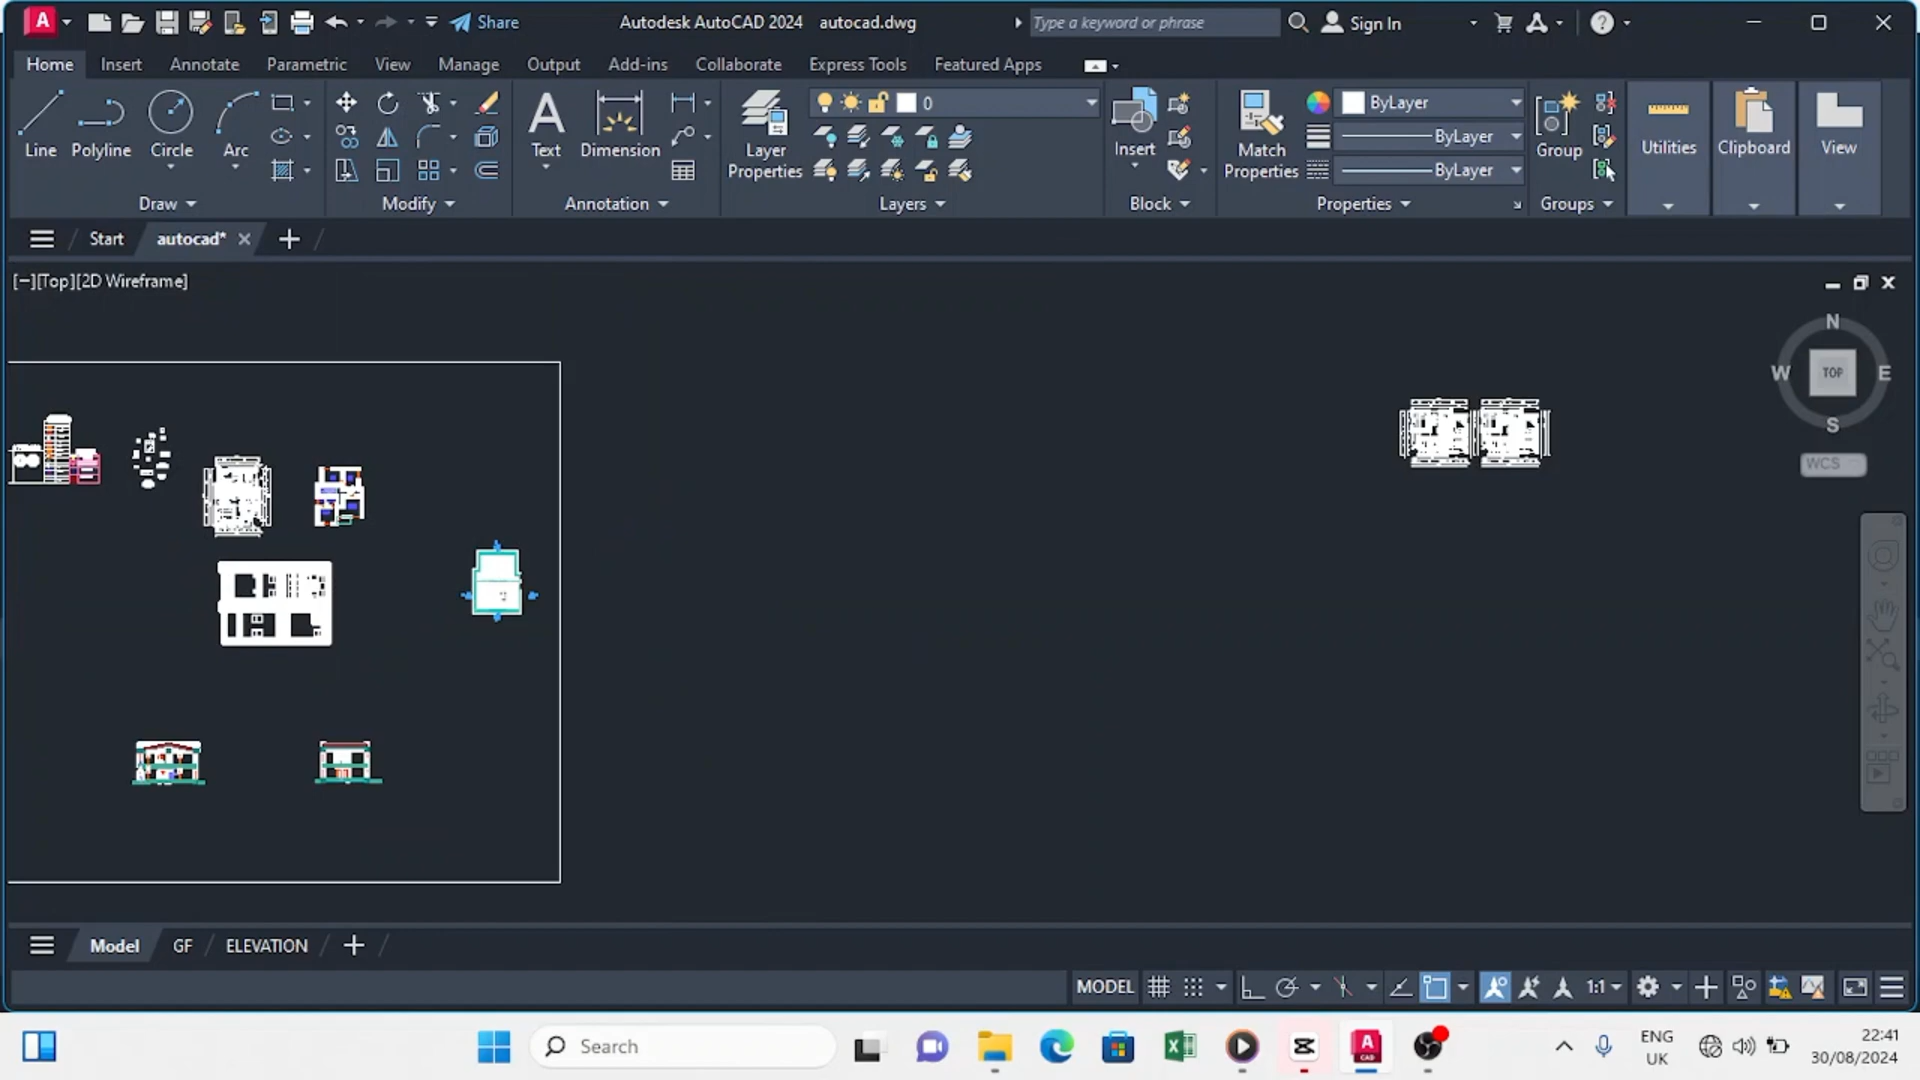 Share
Autodesk AutoCAD 2024 autocad.dwg
Type a keyword or phrase
Sign In
Home Insert Annotate Parametric View Manage Output Add-ins Collaborate Express Tools Featured Apps
Line Polyline Circle Arc
Text Dimension
Layer Properties
0
Insert
Match Properties
ByLayer
ByLayer
ByLayer
Group
Utilities
Clipboard
View
Draw Modify Annotation Layers Block Properties Groups
Start autocad*
[−][Top][2D Wireframe]
N
W TOP E
S
WCS
Model GF ELEVATION
MODEL 1:1
Search
ENG
UK
22:41
30/08/2024